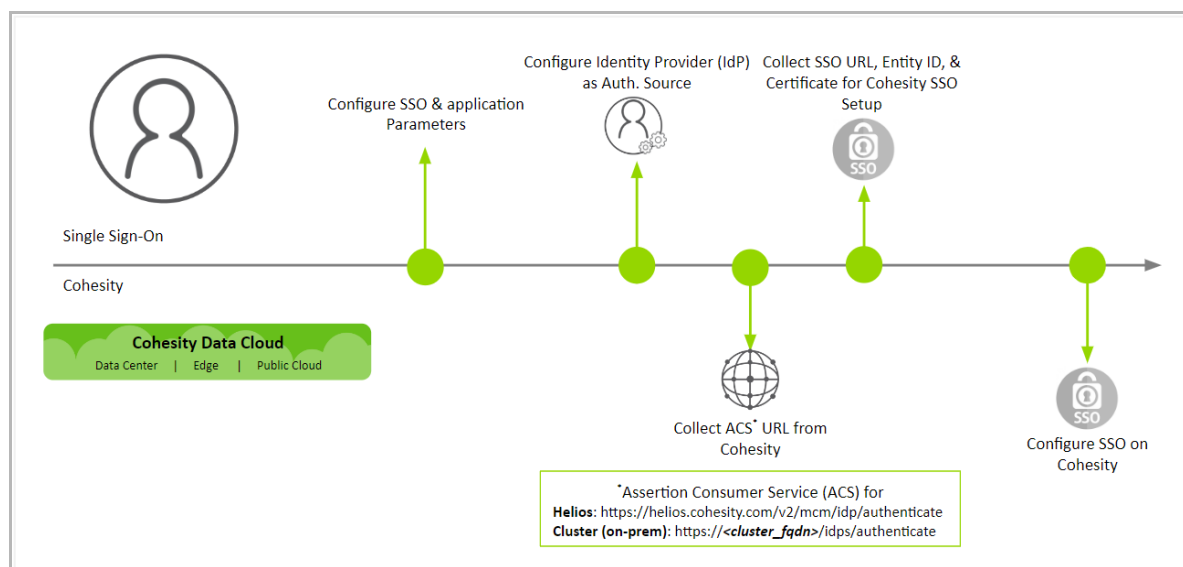 Configure Identity Provider (IdP)
as Auth. Source
Collect SSO URL, Entity ID, &
Certificate for Cohesity SSO
Setup
Configure SSO & application
Parameters
SSO
Single Sign-On
Cohesity
Cohesity Data Cloud
Data Center | Edge | Public Cloud
Collect ACS* URL from
Cohesity
SSO
Configure SSO on
Cohesity
*Assertion Consumer Service (ACS) for
Helios: https://helios.cohesity.com/v2/mcm/idp/authenticate
Cluster (on-prem): https://<cluster_fqdn>/idps/authenticate